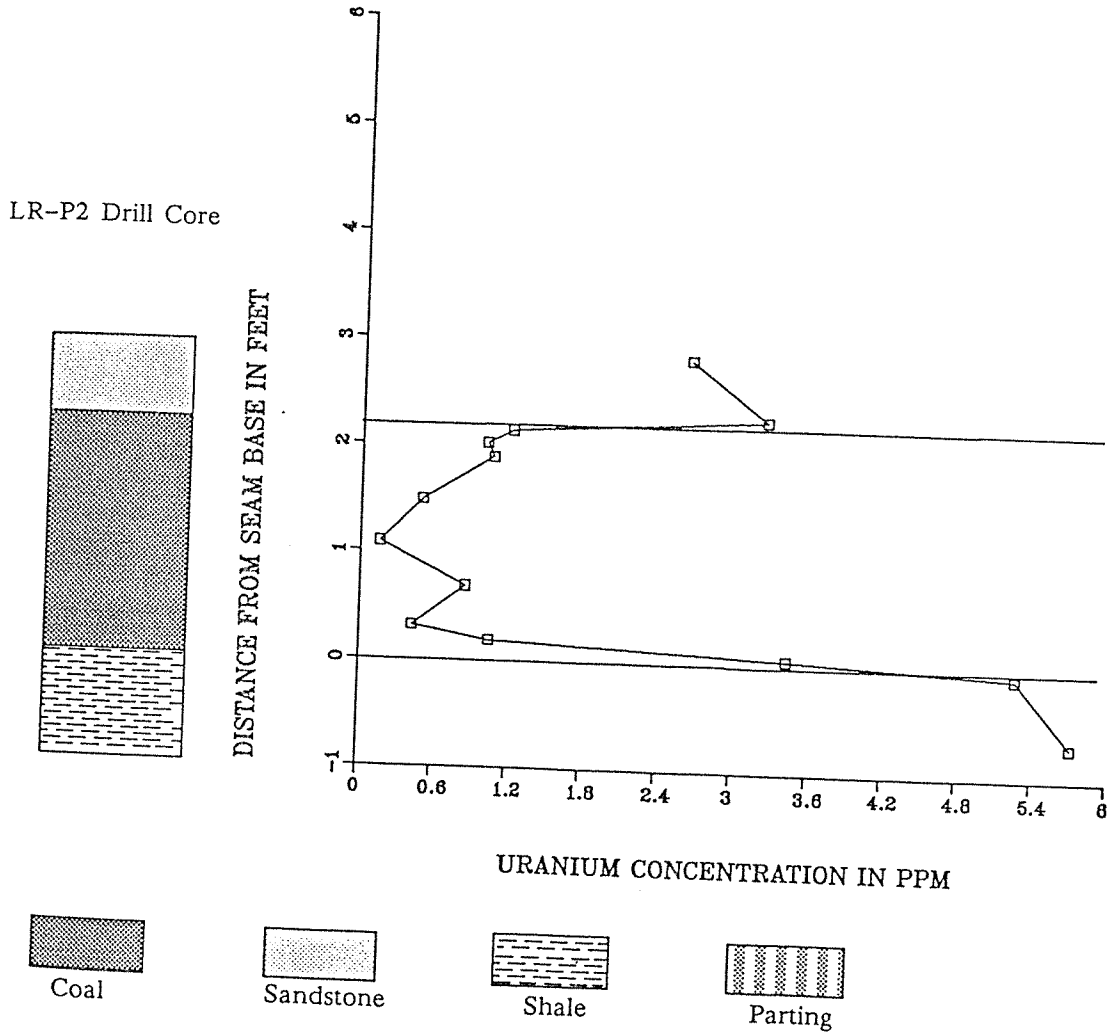 LR-P2 Drill Core
DISTANCE FROM SEAM BASE IN FEET
6
5
4
3
2
1
0
-1
0 0.6 1.2 1.8 2.4 3 3.6 4.2 4.8 5.4 6
URANIUM CONCENTRATION IN PPM
Coal
Sandstone
Shale
Parting